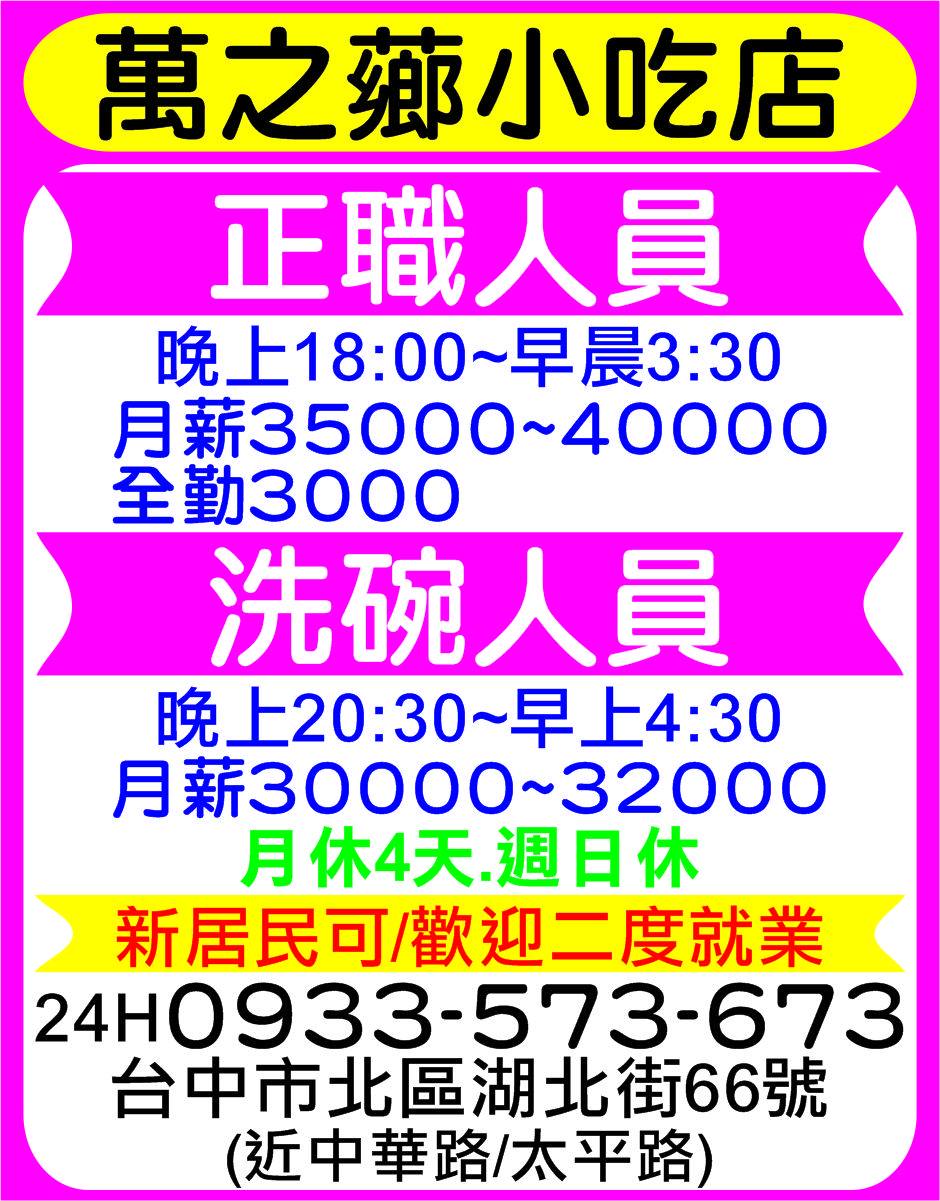 萬之薌小吃店
正職人員
晚上18:00~早晨3:30
月薪35000~40000
全勤3000
洗碗人員
晚上20:30~早上4:30
月薪30000~32000
月休4天.週日休
新居民可/歡迎二度就業
24H0933-573-673
台中市北區湖北街66號
(近中華路/太平路)